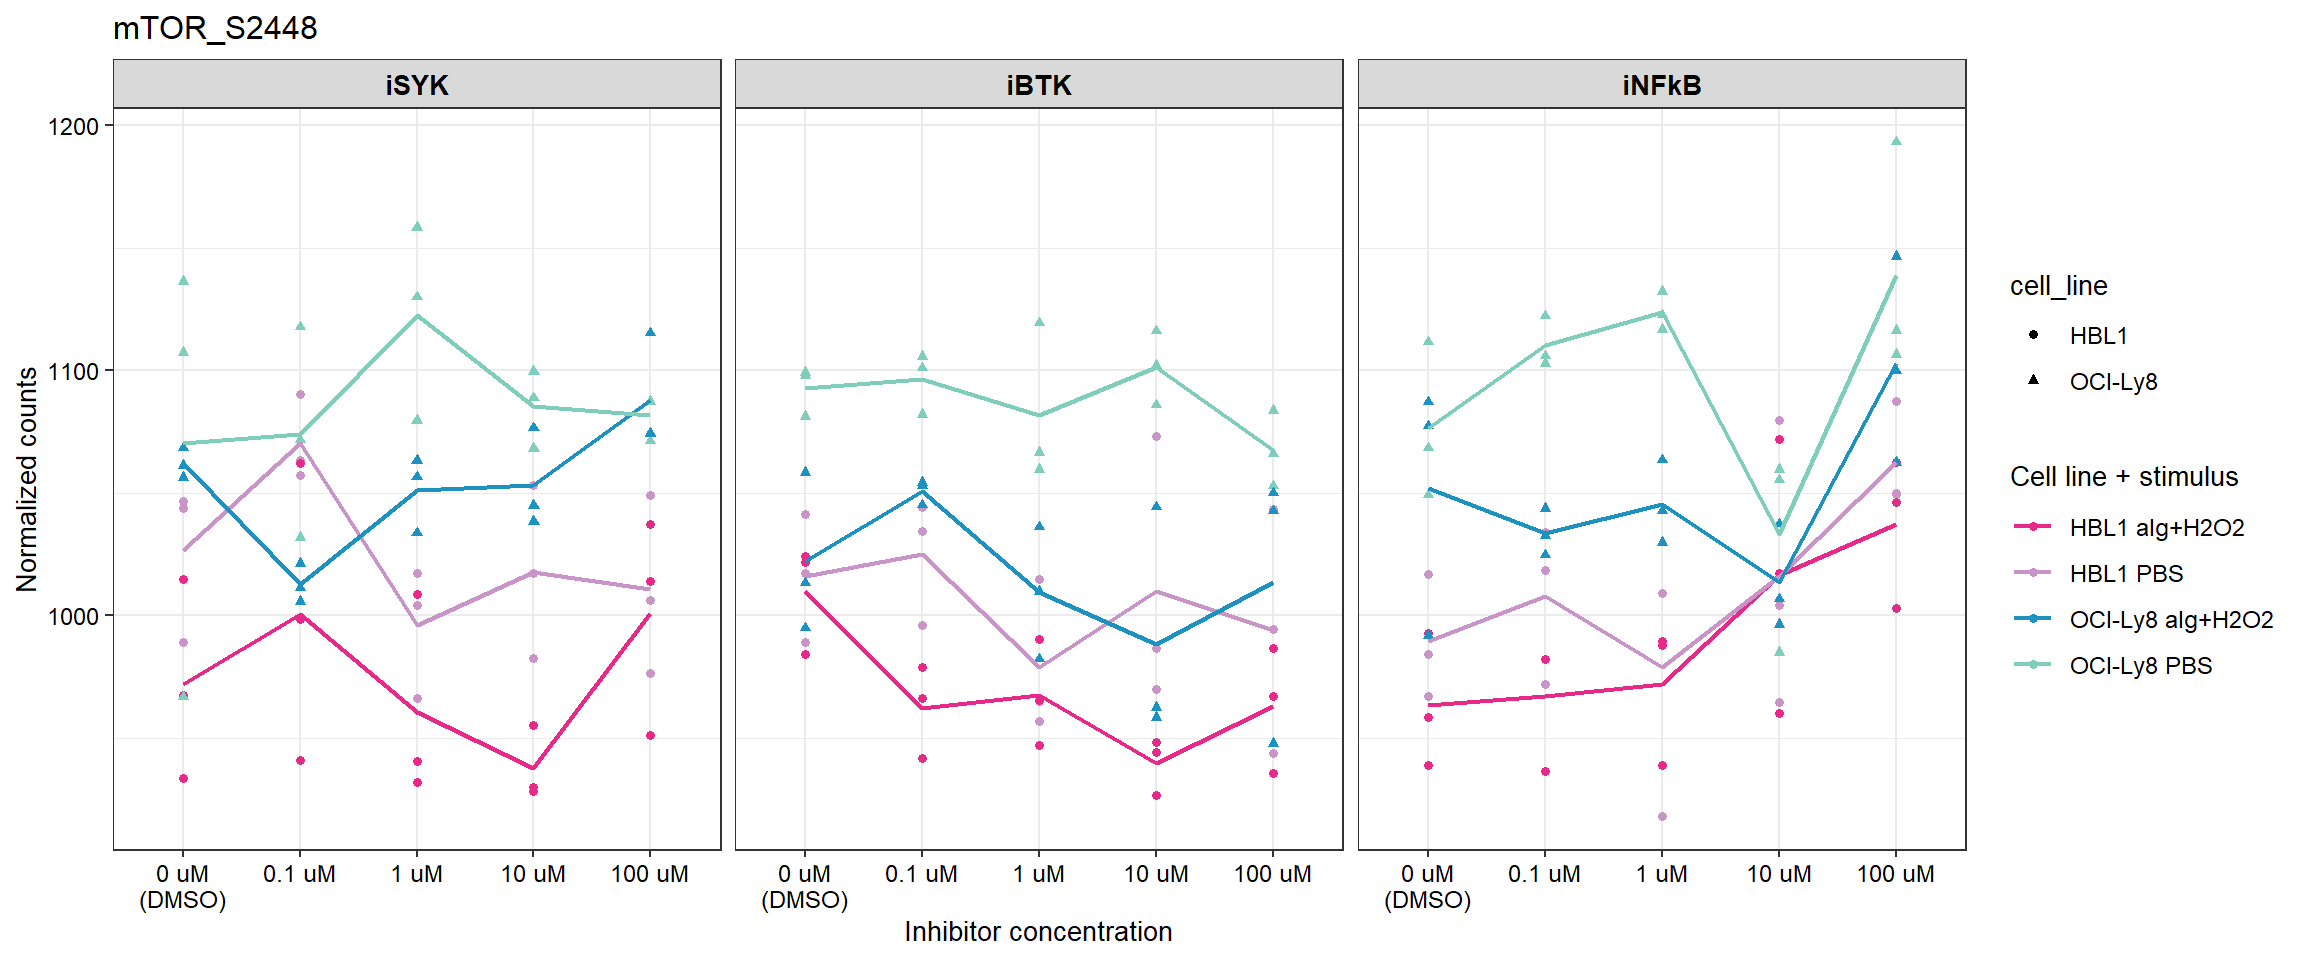 mTOR_S2448
iSYK
iBTK
iNFkB
1200
1100
1000
Normalized counts
0 uM
(DMSO)
0.1 uM
1 uM
10 uM
100 uM
0 uM
(DMSO)
0.1 uM
1 uM
10 uM
100 uM
0 uM
(DMSO)
0.1 uM
1 uM
10 uM
100 uM
Inhibitor concentration
cell_line
HBL1
OCI-Ly8
Cell line + stimulus
HBL1 aIg+H2O2
HBL1 PBS
OCI-Ly8 aIg+H2O2
OCI-Ly8 PBS